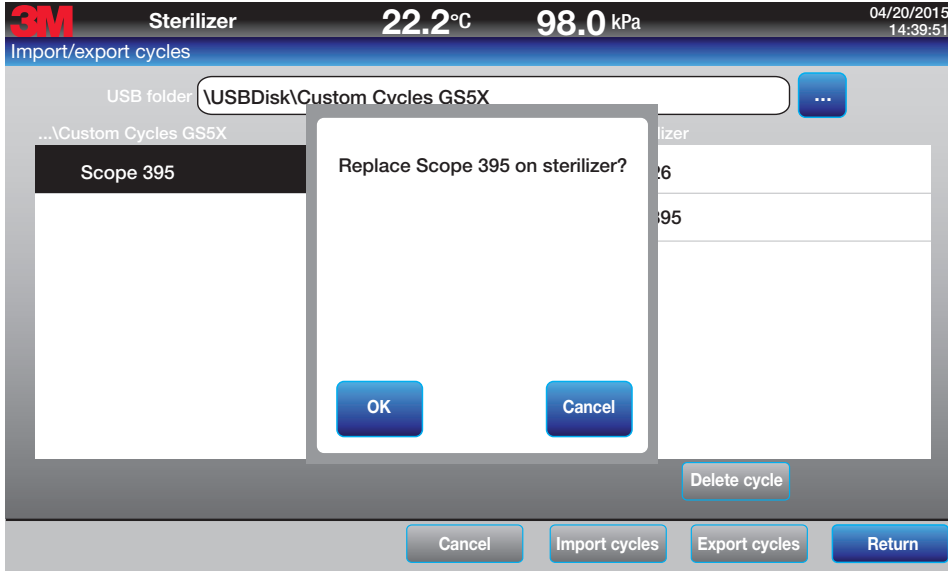 3M Sterilizer 22.2°C 98.0 kPa 04/20/2015
14:39:51
Import/export cycles
USB folder \USBDisk\Custom Cycles GS5X ...
...\Custom Cycles GS5X lizer
Scope 395
26
395
Replace Scope 395 on sterilizer?
OK Cancel
Delete cycle
Cancel Import cycles Export cycles Return